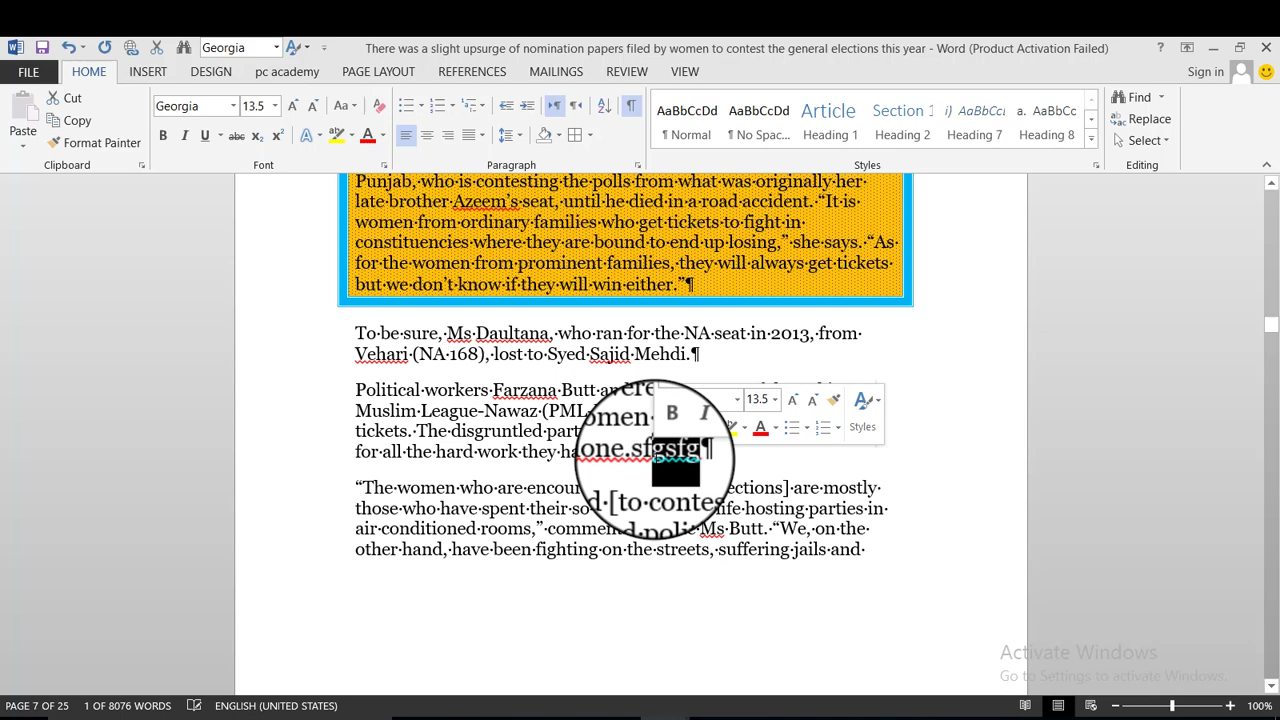 Georgia
There was a slight upsurge of nomination papers filed by women to contest the general elections this year - Word (Product Activation Failed)
FILE HOME INSERT DESIGN pc academy PAGE LAYOUT REFERENCES MAILINGS REVIEW VIEW Sign in
Paste Cut Copy Format Painter
Georgia 13.5 Aa
B I U abc X₂ X² A A
AaBbCcDd AaBbCcDd Article Section 1 i) AaBbCcI a. AaBbCc
¶ Normal ¶ No Spac... Heading 1 Heading 2 Heading 7 Heading 8
Find Replace Select
Clipboard Font Paragraph Styles Editing
Punjab, who is contesting the polls from what was originally her
late brother Azeem’s seat, until he died in a road accident. “It is
women from ordinary families who get tickets to fight in
constituencies where they are bound to end up losing,” she says. “As
for the women from prominent families, they will always get tickets
but we don’t know if they will win either.”¶
To be sure, Ms Daultana, who ran for the NA seat in 2013, from
Vehari (NA 168), lost to Syed Sajid Mehdi.¶
Political workers Farzana Butt
Muslim League-Nawaz (PML
tickets. The disgruntled
for all the hard work they
omen
one.sfgsfg¶
d [to contes
B I
13.5
A
Styles
“The women who are ections] are mostly
those who have spent their life hosting parties in
air conditioned rooms,” Ms Butt. “We, on the
other hand, have been fighting on the streets, suffering jails and
Activate Windows
Go to Settings to activate Windows.
PAGE 7 OF 25 1 OF 8076 WORDS ENGLISH (UNITED STATES) 100%